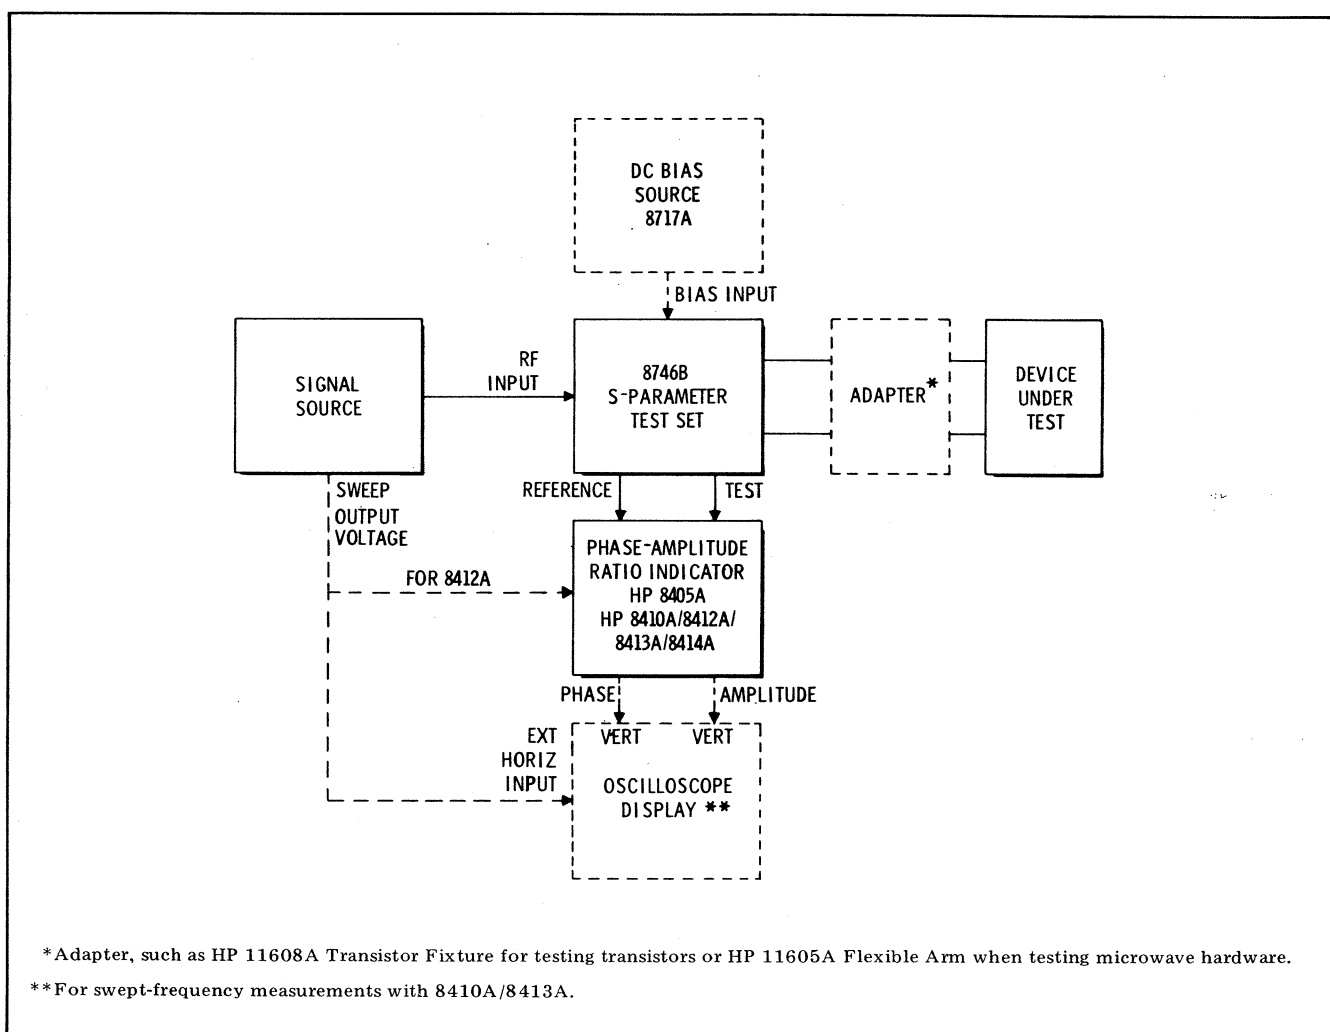 DC BIAS
SOURCE
8717A
BIAS INPUT
SIGNAL
SOURCE
RF
INPUT
8746B
S-PARAMETER
TEST SET
ADAPTER*
DEVICE
UNDER
TEST
SWEEP
OUTPUT
VOLTAGE
REFERENCE
TEST
FOR 8412A
PHASE-AMPLITUDE
RATIO INDICATOR
HP 8405A
HP 8410A/8412A/
8413A/8414A
PHASE
AMPLITUDE
EXT
HORIZ
INPUT
VERT VERT
OSCILLOSCOPE
DISPLAY **
*Adapter, such as HP 11608A Transistor Fixture for testing transistors or HP 11605A Flexible Arm when testing microwave hardware.
**For swept-frequency measurements with 8410A/8413A.